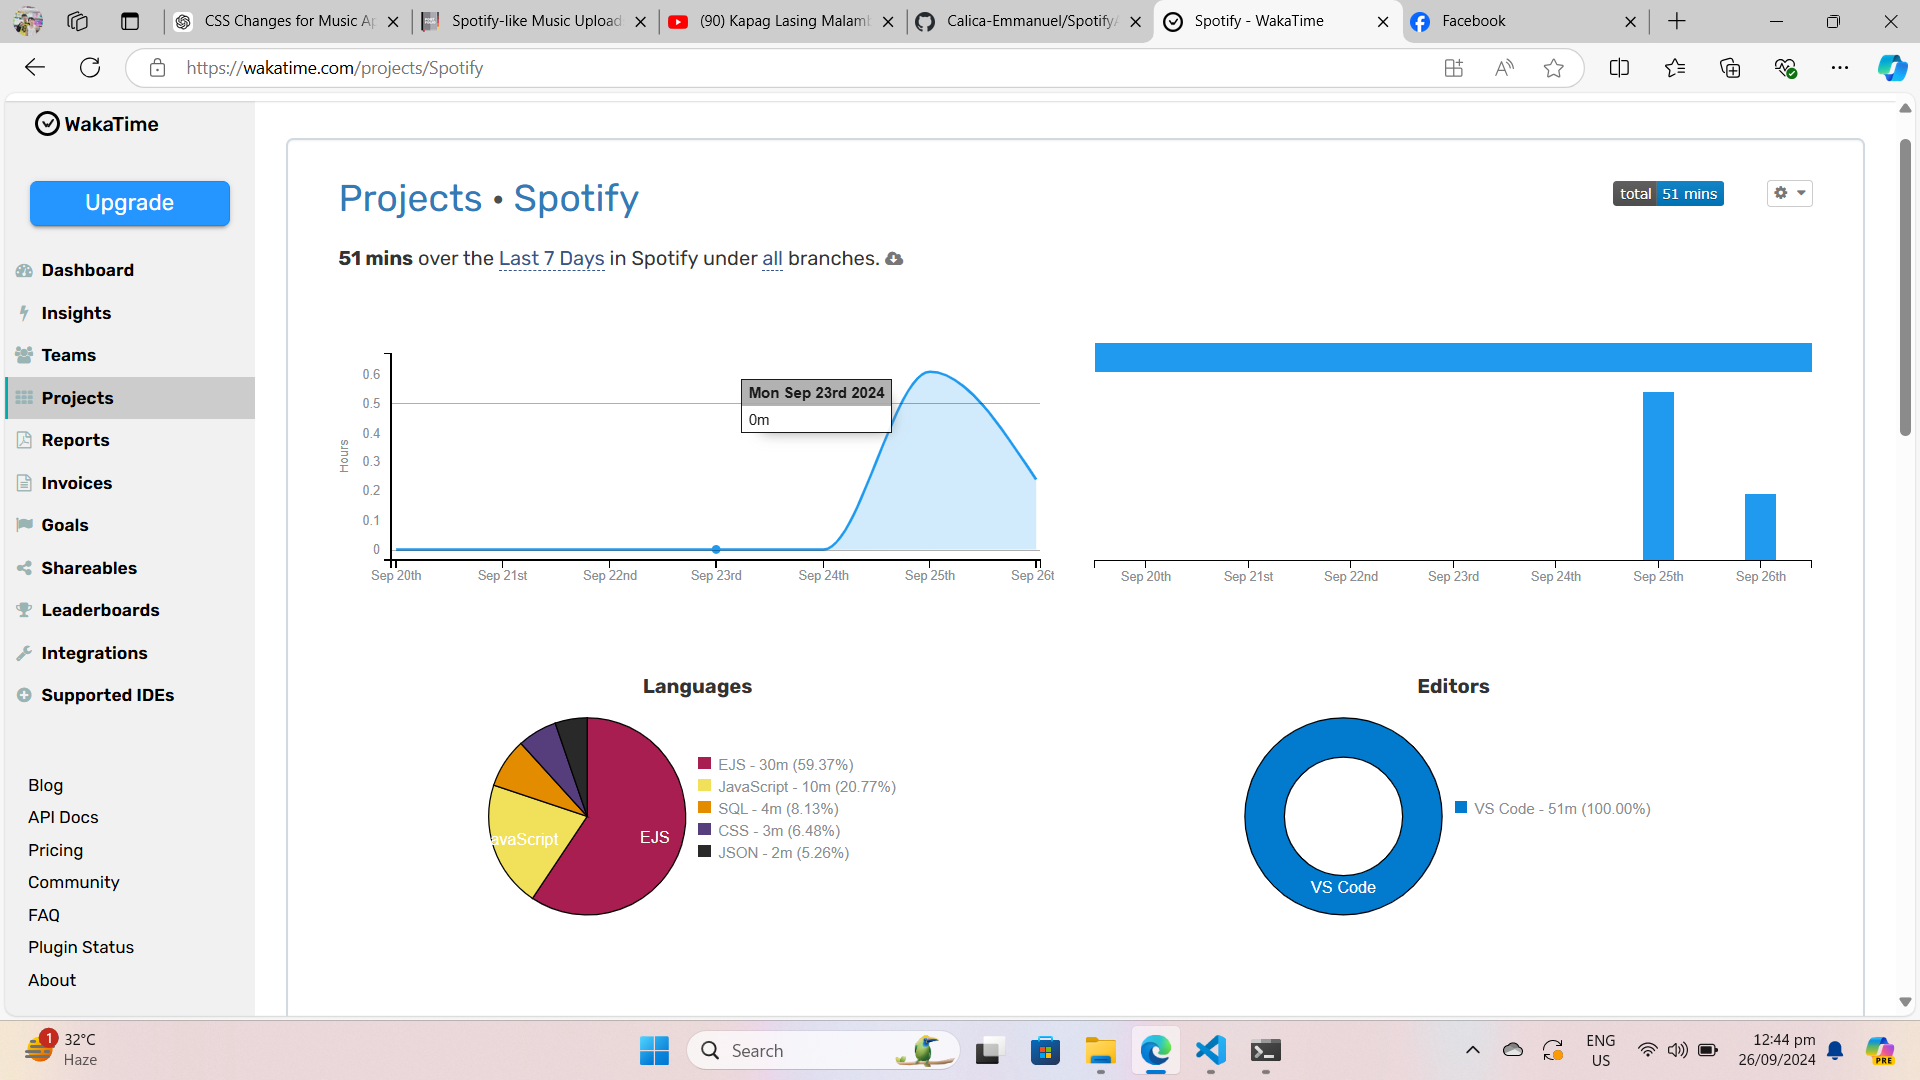 CSS Changes for Music Ap
Spotify-like Music Upload
(90) Kapag Lasing Malamb
Calica-Emmanuel/Spotify
Spotify - WakaTime
Facebook
https://wakatime.com/projects/Spotify
WakaTime
Upgrade
Dashboard
Insights
Teams
Projects
Reports
Invoices
Goals
Shareables
Leaderboards
Integrations
Supported IDEs
Blog
API Docs
Pricing
Community
FAQ
Plugin Status
About
Projects • Spotify
total 51 mins
51 mins over the Last 7 Days in Spotify under all branches.
Hours
0.6
0.5
0.4
0.3
0.2
0.1
0
Mon Sep 23rd 2024
0m
Sep 20th Sep 21st Sep 22nd Sep 23rd Sep 24th Sep 25th Sep 26t
Sep 20th Sep 21st Sep 22nd Sep 23rd Sep 24th Sep 25th Sep 26th
Languages
EJS
avaScript
EJS - 30m (59.37%)
JavaScript - 10m (20.77%)
SQL - 4m (8.13%)
CSS - 3m (6.48%)
JSON - 2m (5.26%)
Editors
VS Code
VS Code - 51m (100.00%)
1
32°C
Haze
Search
ENG
US
12:44 pm
26/09/2024
PRE